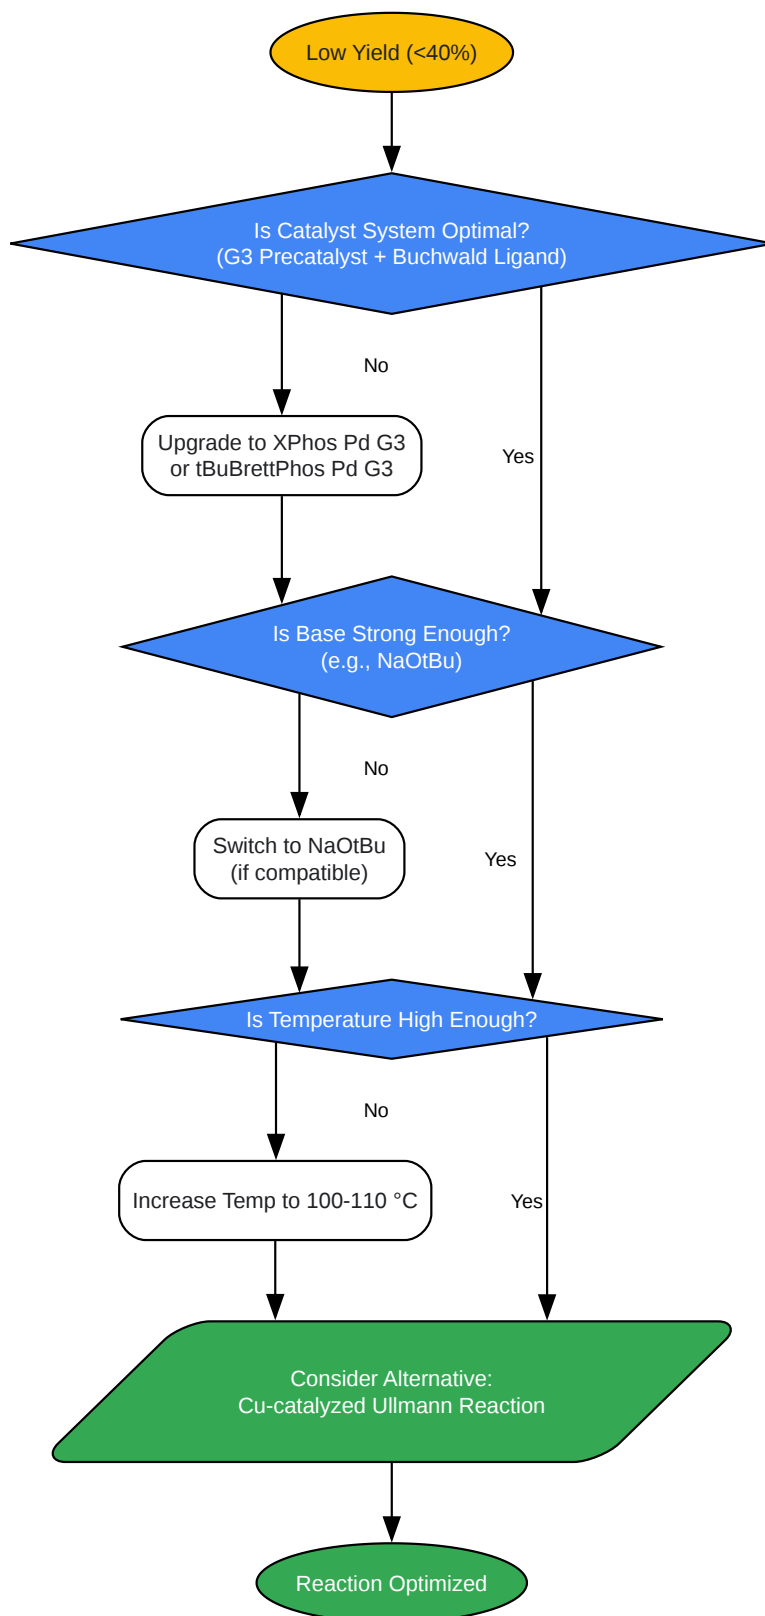 Low Yield (<40%)
Is Catalyst System Optimal?
(G3 Precatalyst + Buchwald Ligand)
No
Upgrade to XPhos Pd G3
or tBuBrettPhos Pd G3
Yes
Is Base Strong Enough?
(e.g., NaOtBu)
No
Switch to NaOtBu
(if compatible)
Yes
Is Temperature High Enough?
No
Increase Temp to 100-110 °C
Yes
Consider Alternative:
Cu-catalyzed Ullmann Reaction
Reaction Optimized